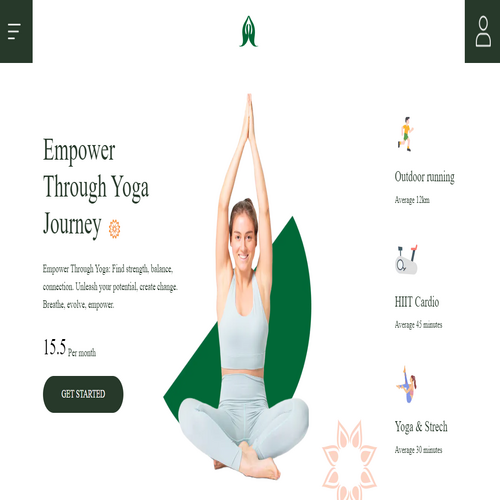 Empower
Through Yoga
Journey
Empower Through Yoga: Find strength, balance,
connection. Unleash your potential, create change.
Breathe, evolve, empower.
15.5 Per month
GET STARTED
Outdoor running
Average 12km
HIIT Cardio
Average 45 minutes
Yoga & Strech
Average 30 minutes